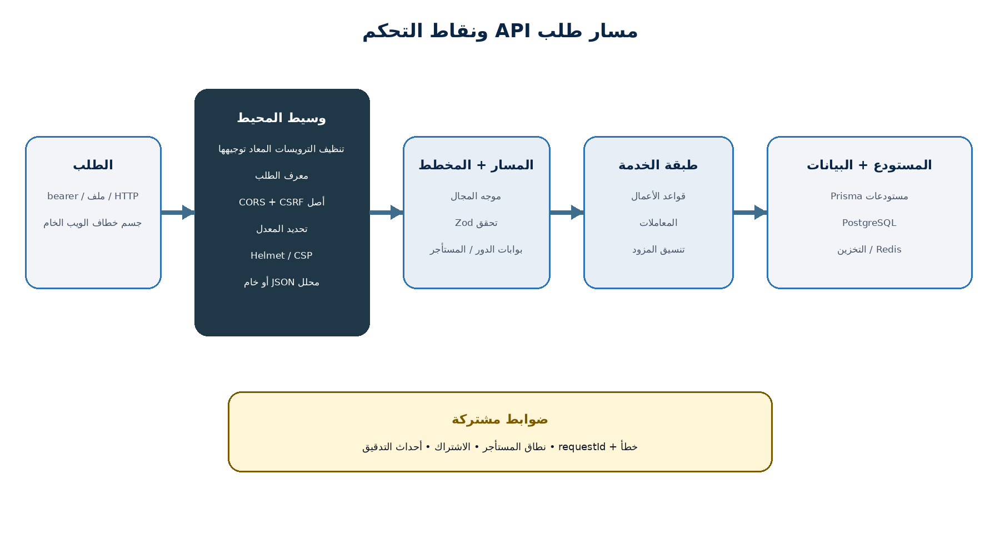 مسار طلب API ونقاط التحكم
الطلب
HTTP / ملف / bearer
جسم خطاف الويب الخام
وسيط المحيط
تنظيف الترويسات المعاد توجيهها
معرف الطلب
أصل CORS + CSRF
تحديد المعدل
Helmet / CSP
محلل JSON أو خام
المسار + المخطط
موجه المجال
تحقق Zod
بوابات الدور / المستأجر
طبقة الخدمة
قواعد الأعمال
المعاملات
تنسيق المزود
المستودع + البيانات
مستودعات Prisma
PostgreSQL
Redis / التخزين
ضوابط مشتركة
خطأ + requestId • نطاق المستأجر • الاشتراك • أحداث التدقيق